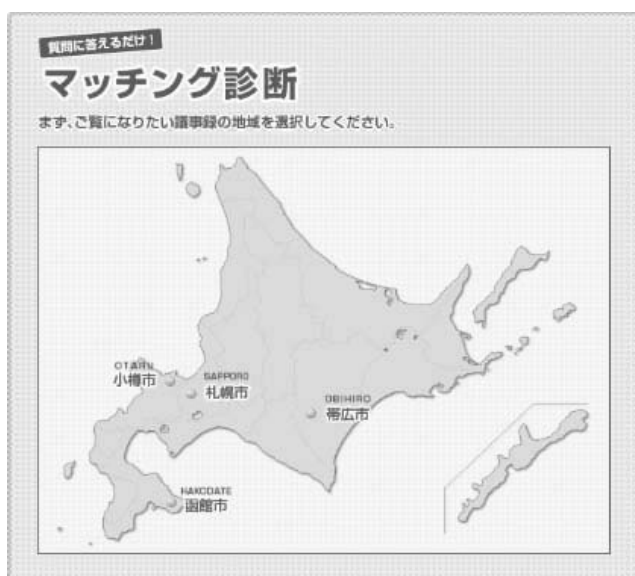 質問に答えるだけ！
マッチング診断
まず、ご覧になりたい議事録の地域を選択してください。
OTARU
小樽市
SAPPORO
札幌市
OBIHIRO
帯広市
HAKODATE
函館市